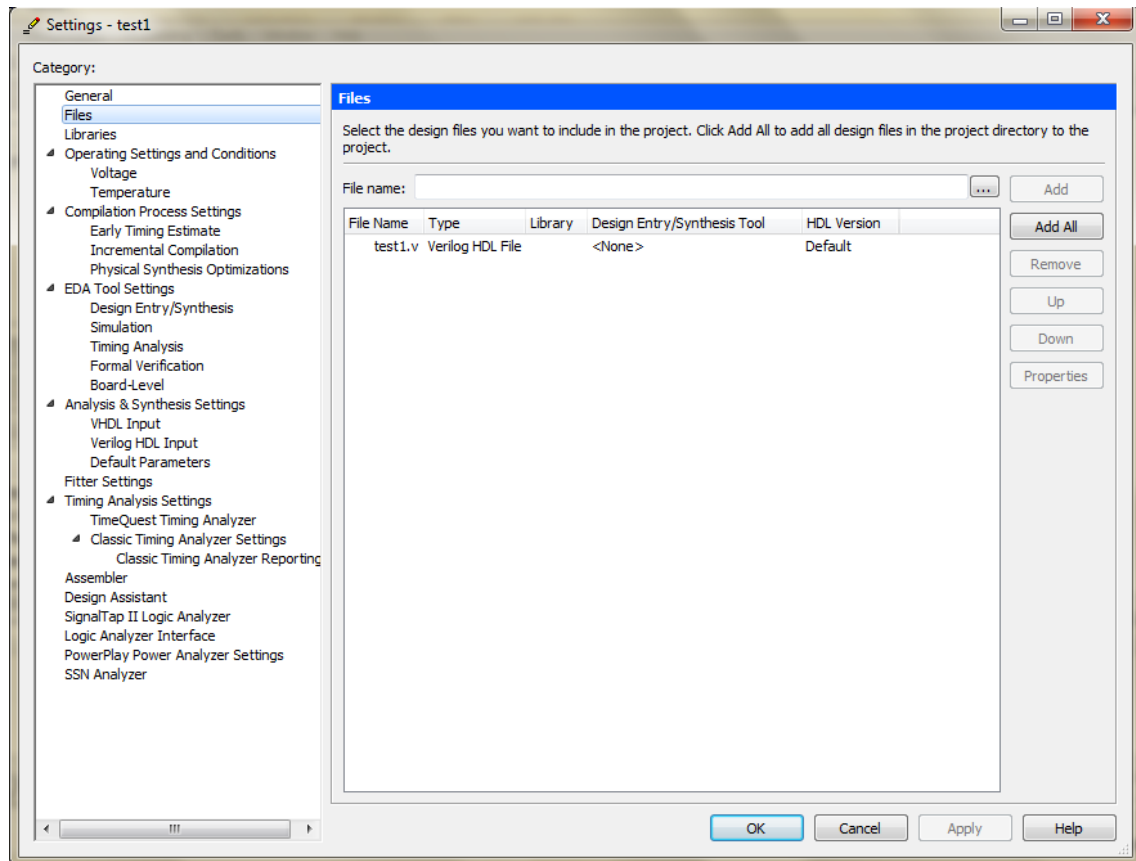 Settings - test1
Category:
General
Files
Libraries
Operating Settings and Conditions
Voltage
Temperature
Compilation Process Settings
Early Timing Estimate
Incremental Compilation
Physical Synthesis Optimizations
EDA Tool Settings
Design Entry/Synthesis
Simulation
Timing Analysis
Formal Verification
Board-Level
Analysis & Synthesis Settings
VHDL Input
Verilog HDL Input
Default Parameters
Fitter Settings
Timing Analysis Settings
TimeQuest Timing Analyzer
Classic Timing Analyzer Settings
Classic Timing Analyzer Reporting
Assembler
Design Assistant
SignalTap II Logic Analyzer
Logic Analyzer Interface
PowerPlay Power Analyzer Settings
SSN Analyzer
Files
Select the design files you want to include in the project. Click Add All to add all design files in the project directory to the
project.
File name: ... Add
File Name Type Library Design Entry/Synthesis Tool HDL Version
test1.v Verilog HDL File <None> Default
Add All
Remove
Up
Down
Properties
OK Cancel Apply Help